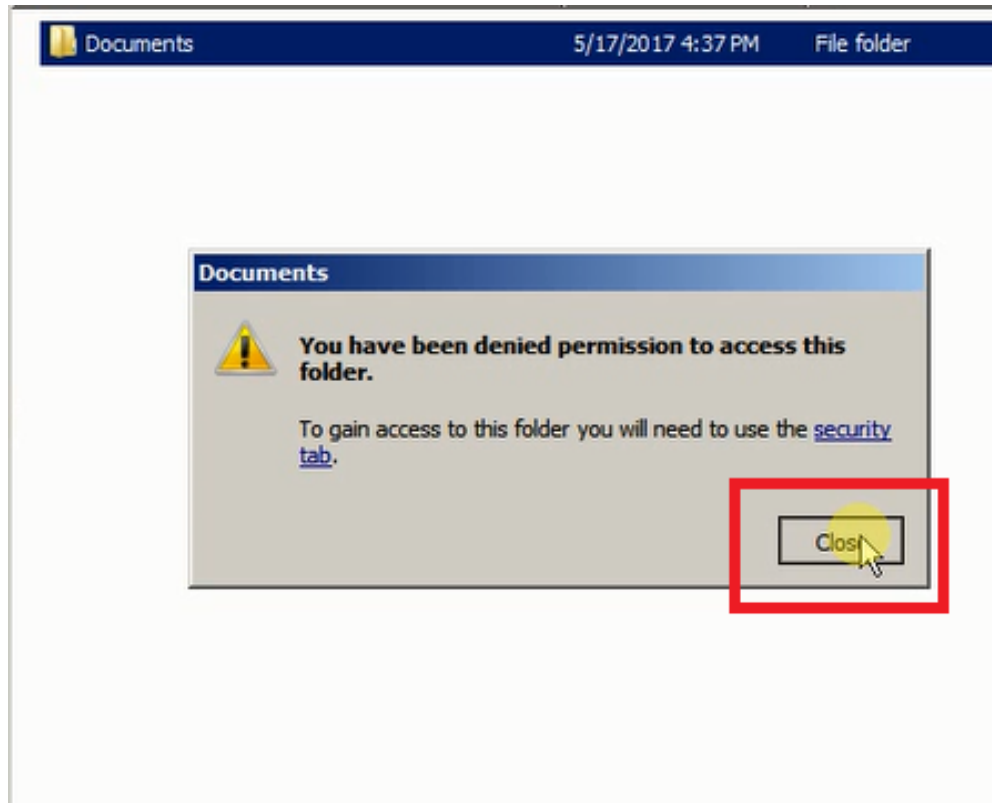 Documents 5/17/2017 4:37 PM File folder
Documents
You have been denied permission to access this
folder.
To gain access to this folder you will need to use the security
tab.
Close